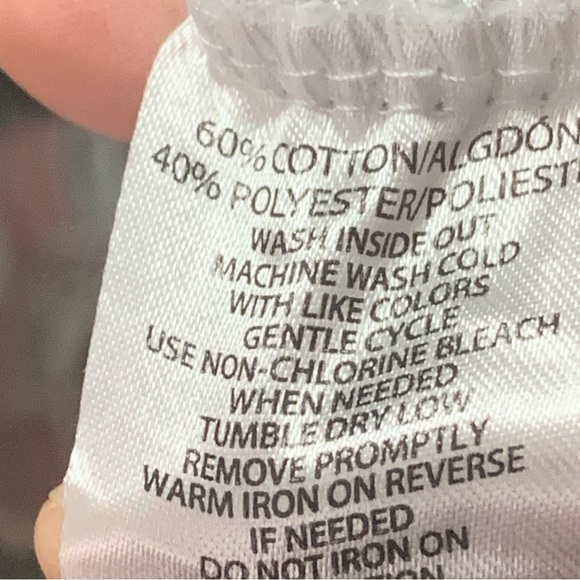 60% COTTON/ALGDÓN
40% POLYESTER/POLIEST
WASH INSIDE OUT
MACHINE WASH COLD
WITH LIKE COLORS
GENTLE CYCLE
USE NON-CHLORINE BLEACH
WHEN NEEDED
TUMBLE DRY LOW
REMOVE PROMPTLY
WARM IRON ON REVERSE
IF NEEDED
DO NOT IRON ON